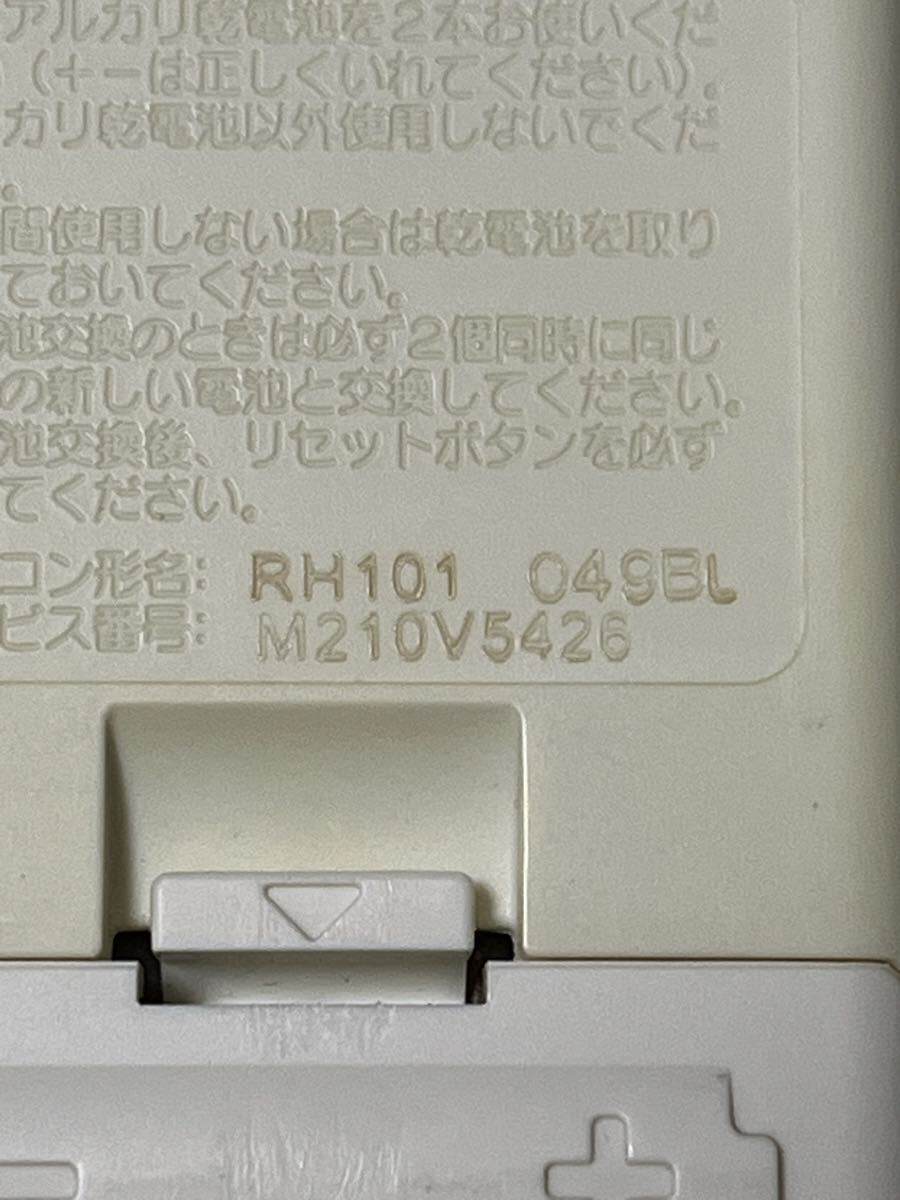 アルカリ乾電池を2本お使いくだ
(+-は正しくいれてください).
カリ乾電池以外使用しないでくだ
.
間使用しない場合は乾電池を取り
ておいてください.
池交換のときは必ず2個同時に同じ
の新しい電池と交換してください.
池交換後、リセットボタンを必ず
てください.
コン形名: RH101 049BL
ビス番号: M210V5426